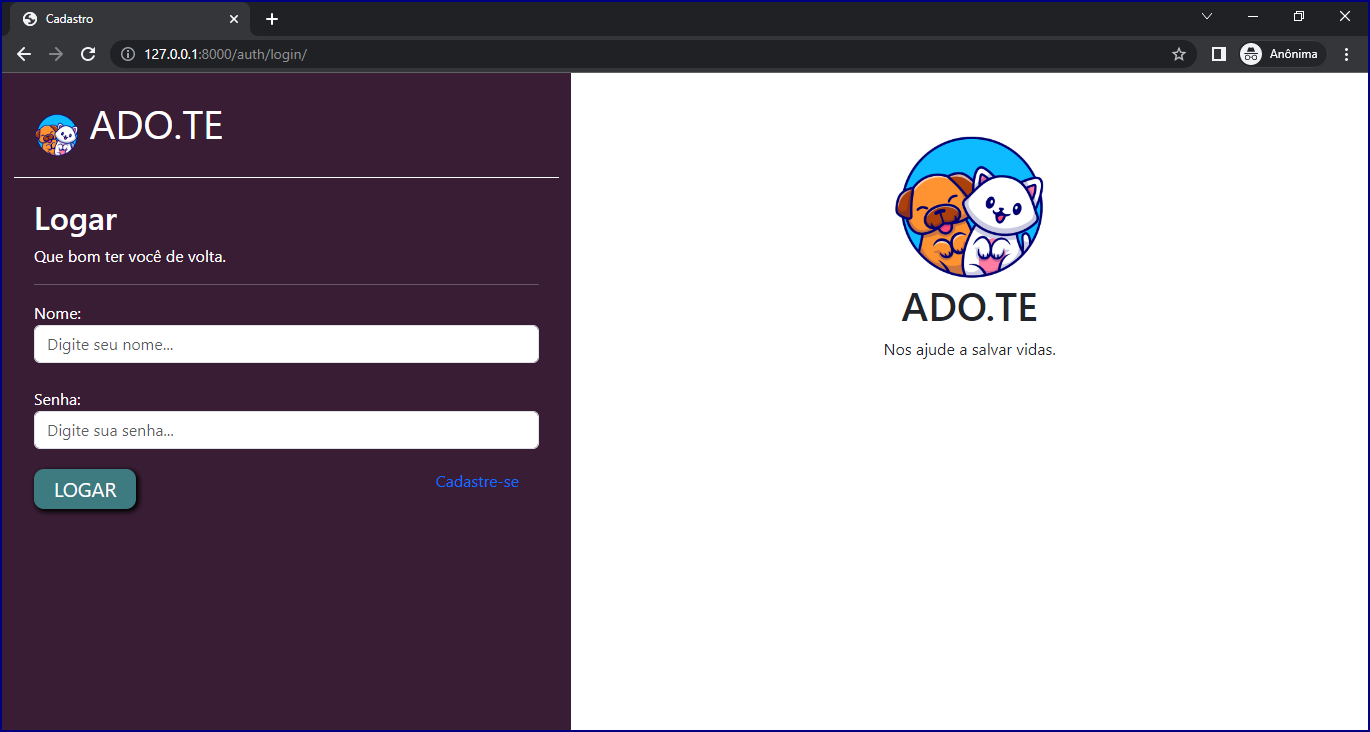 Cadastro
127.0.0.1:8000/auth/login/
Anônima
ADO.TE
Logar
Que bom ter você de volta.
Nome:
Digite seu nome...
Senha:
Digite sua senha...
LOGAR
Cadastre-se
ADO.TE
Nos ajude a salvar vidas.